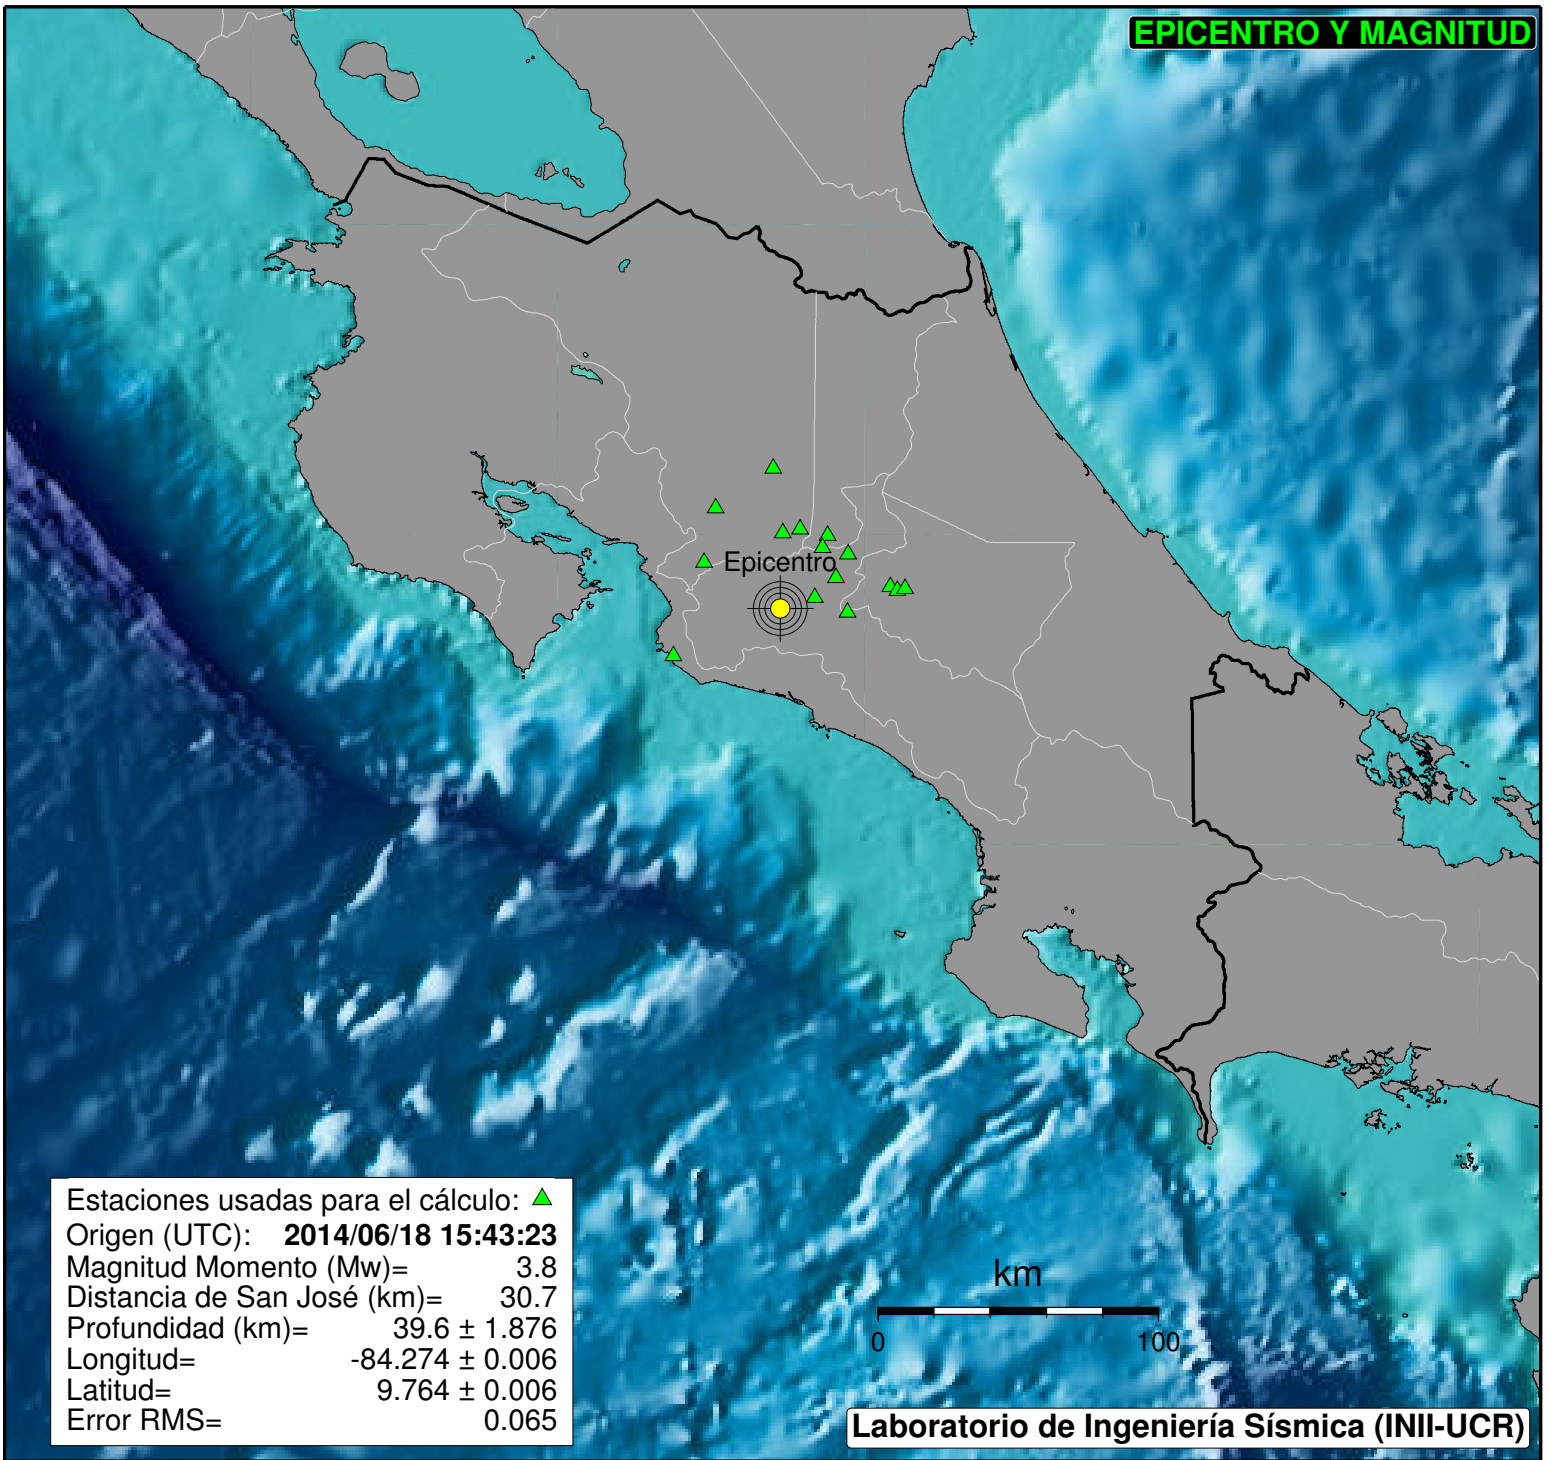 EPICENTRO Y MAGNITUD
Epicentro
Estaciones usadas para el cálculo:
Origen (UTC): 2014/06/18 15:43:23
Magnitud Momento (Mw)= 3.8
Distancia de San José (km)= 30.7
Profundidad (km)= 39.6 ± 1.876
Longitud= -84.274 ± 0.006
Latitud= 9.764 ± 0.006
Error RMS= 0.065
km
0 100
Laboratorio de Ingeniería Sísmica (INII-UCR)